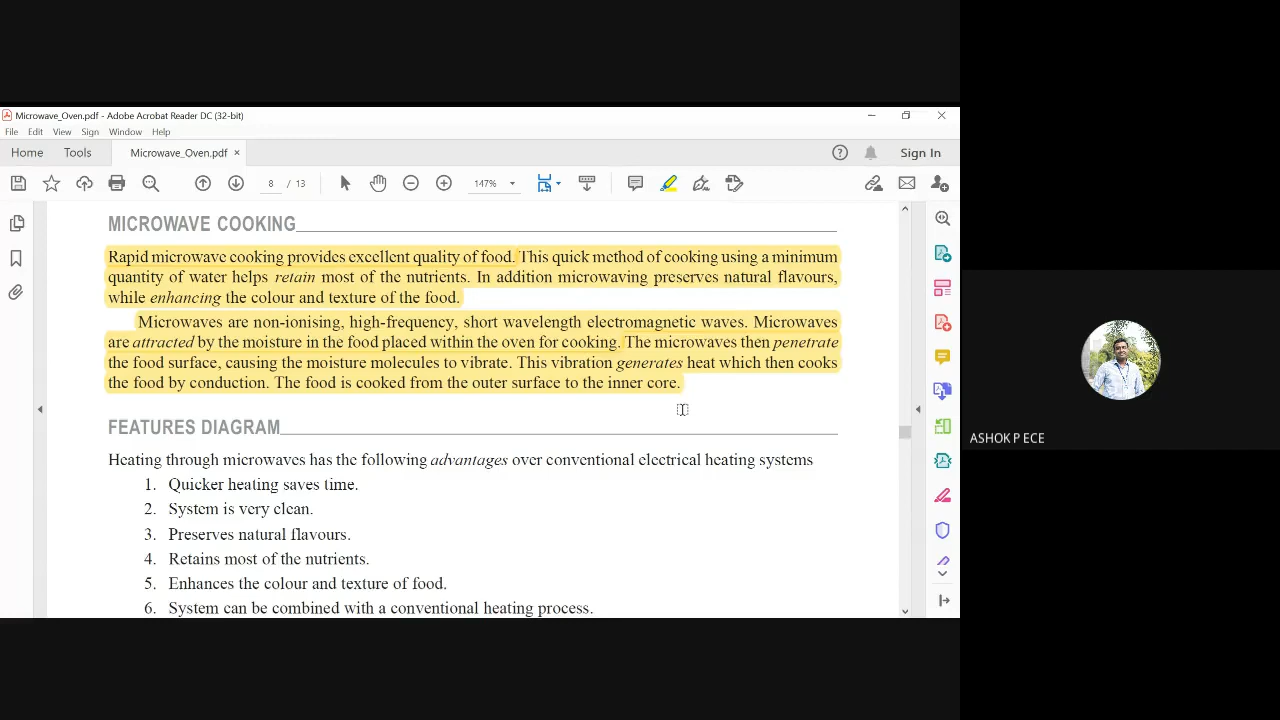 Microwave_Oven.pdf - Adobe Acrobat Reader DC (32-bit)
File Edit View Sign Window Help
Home Tools Microwave_Oven.pdf × Sign In
8 / 13 147%
MICROWAVE COOKING
Rapid microwave cooking provides excellent quality of food. This quick method of cooking using a minimum
quantity of water helps retain most of the nutrients. In addition microwaving preserves natural flavours,
while enhancing the colour and texture of the food.
Microwaves are non-ionising, high-frequency, short wavelength electromagnetic waves. Microwaves
are attracted by the moisture in the food placed within the oven for cooking. The microwaves then penetrate
the food surface, causing the moisture molecules to vibrate. This vibration generates heat which then cooks
the food by conduction. The food is cooked from the outer surface to the inner core.
FEATURES DIAGRAM
Heating through microwaves has the following advantages over conventional electrical heating systems
1. Quicker heating saves time.
2. System is very clean.
3. Preserves natural flavours.
4. Retains most of the nutrients.
5. Enhances the colour and texture of food.
6. System can be combined with a conventional heating process.
ASHOK P ECE